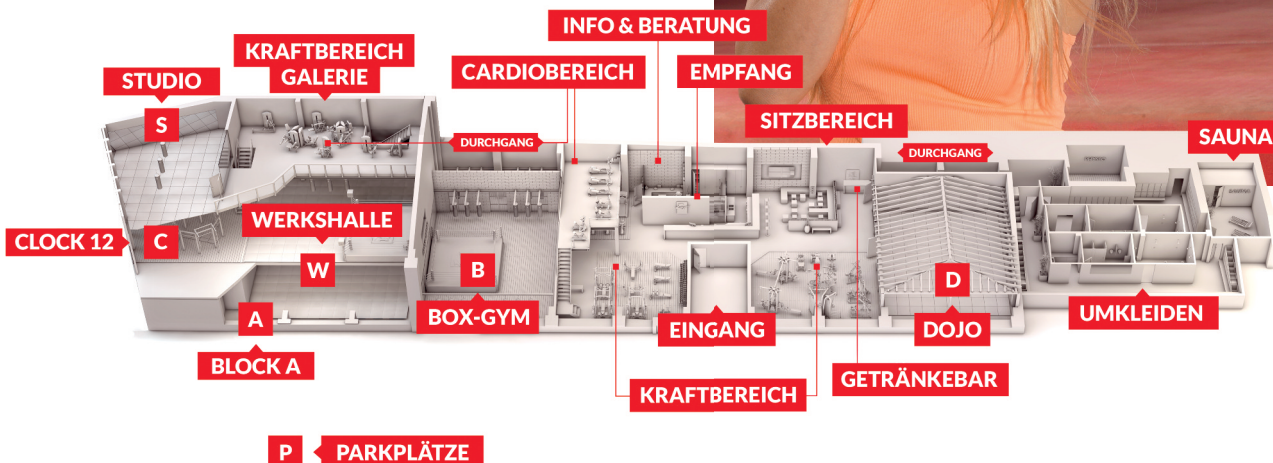 INFO & BERATUNG
KRAFTBEREICH
GALERIE
CARDIOBEREICH
EMPFANG
STUDIO
SITZBEREICH
S
DURCHGANG
DURCHGANG
SAUNA
WERKSHALLE
CLOCK 12
C
W
B
D
A
BOX-GYM
EINGANG
DOJO
UMKLEIDEN
BLOCK A
KRAFTBEREICH
GETRÄNKEBAR
P
PARKPLÄTZE